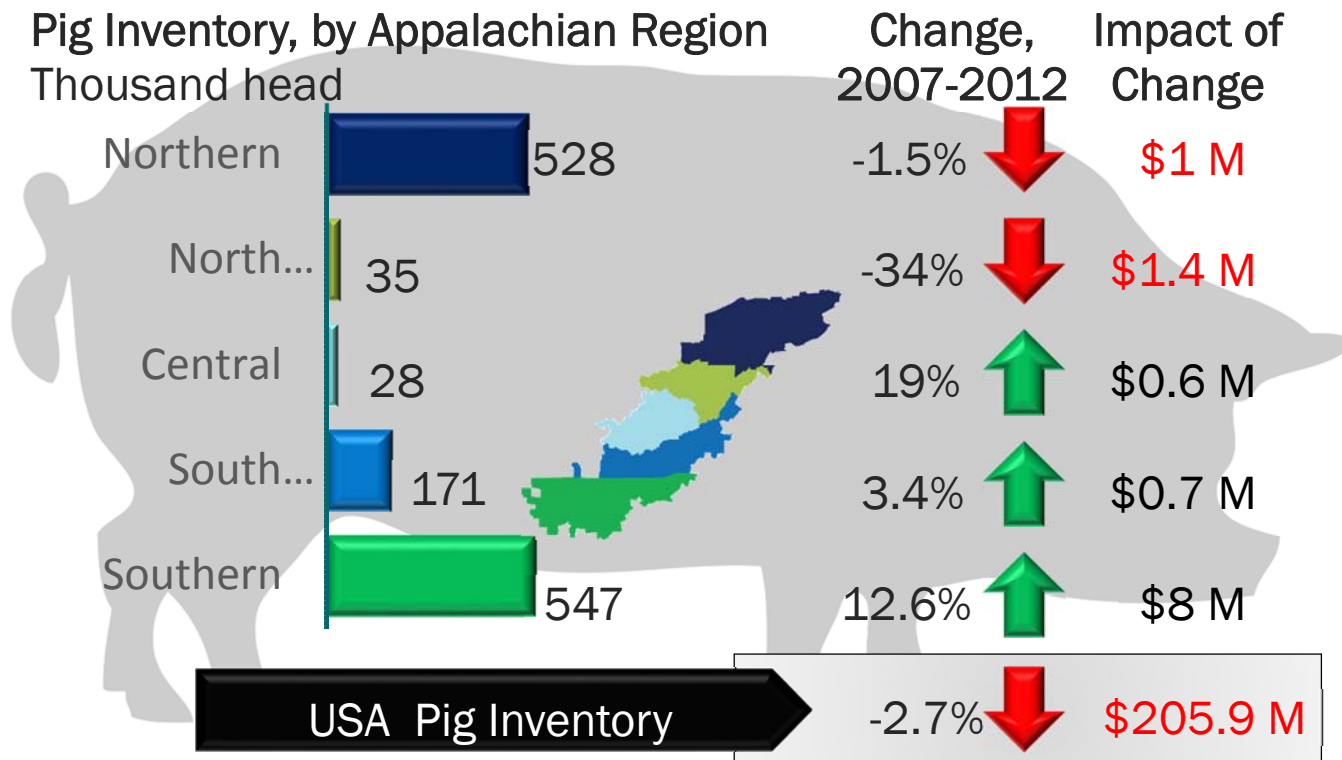 Pig Inventory, by Appalachian Region
Thousand head
Change,
2007-2012
Impact of
Change
Northern 528 -1.5% $1 M
North... 35 -34% $1.4 M
Central 28 19% $0.6 M
South... 171 3.4% $0.7 M
Southern 547 12.6% $8 M
USA Pig Inventory -2.7% $205.9 M